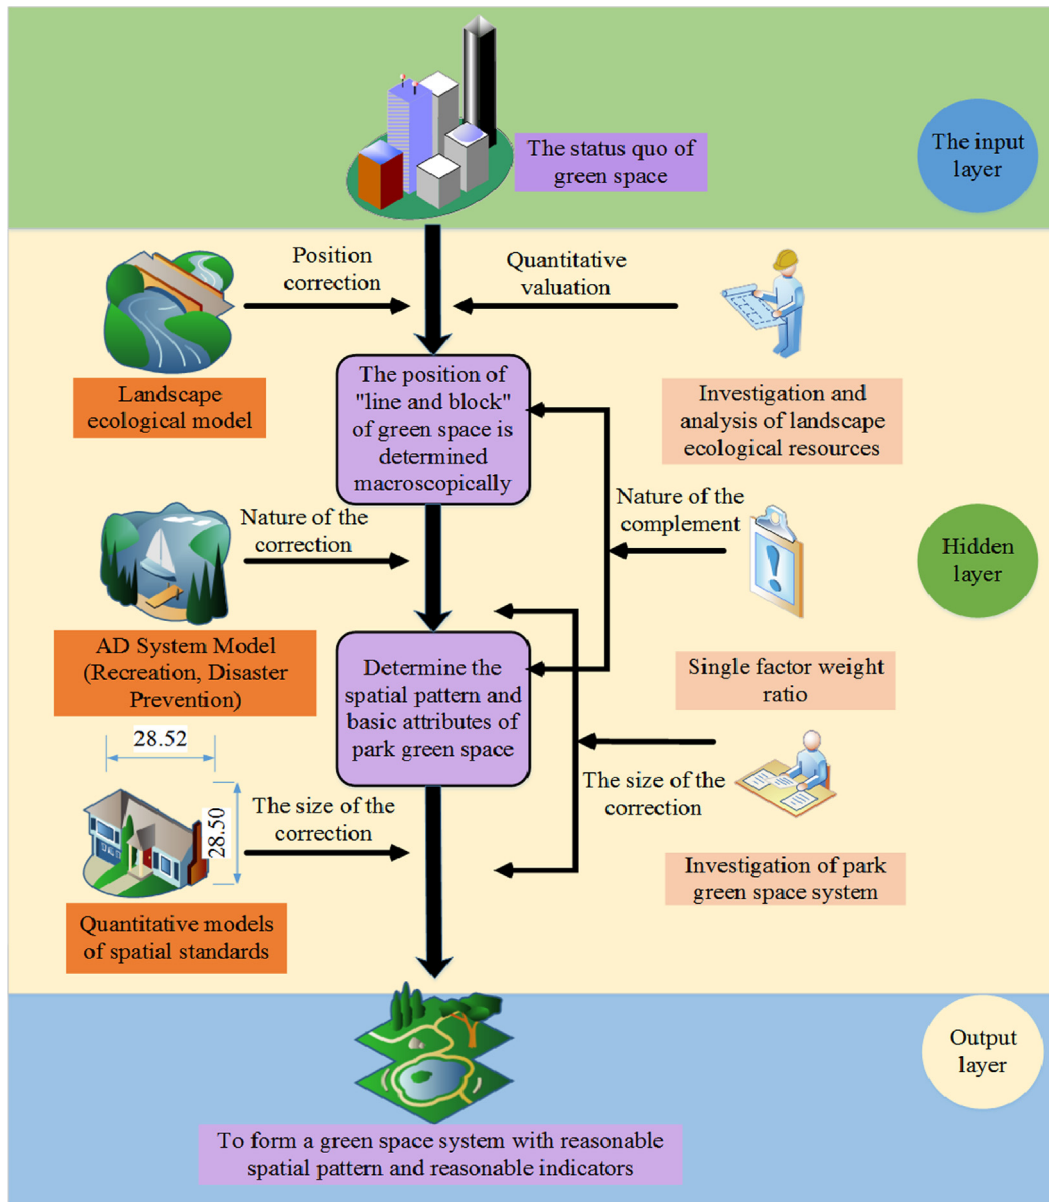 The status quo of
green space
The input
layer
Position
correction
Quantitative
valuation
Landscape
ecological model
The position of
"line and block"
of green space is
determined
macroscopically
Investigation and
analysis of landscape
ecological resources
Nature of the
correction
Nature of the
complement
Hidden
layer
AD System Model
(Recreation, Disaster
Prevention)
Determine the
spatial pattern and
basic attributes of
park green space
Single factor weight
ratio
28.52
28.50
The size of the
correction
The size of the
correction
Quantitative models
of spatial standards
Investigation of park
green space system
Output
layer
To form a green space system with reasonable
spatial pattern and reasonable indicators